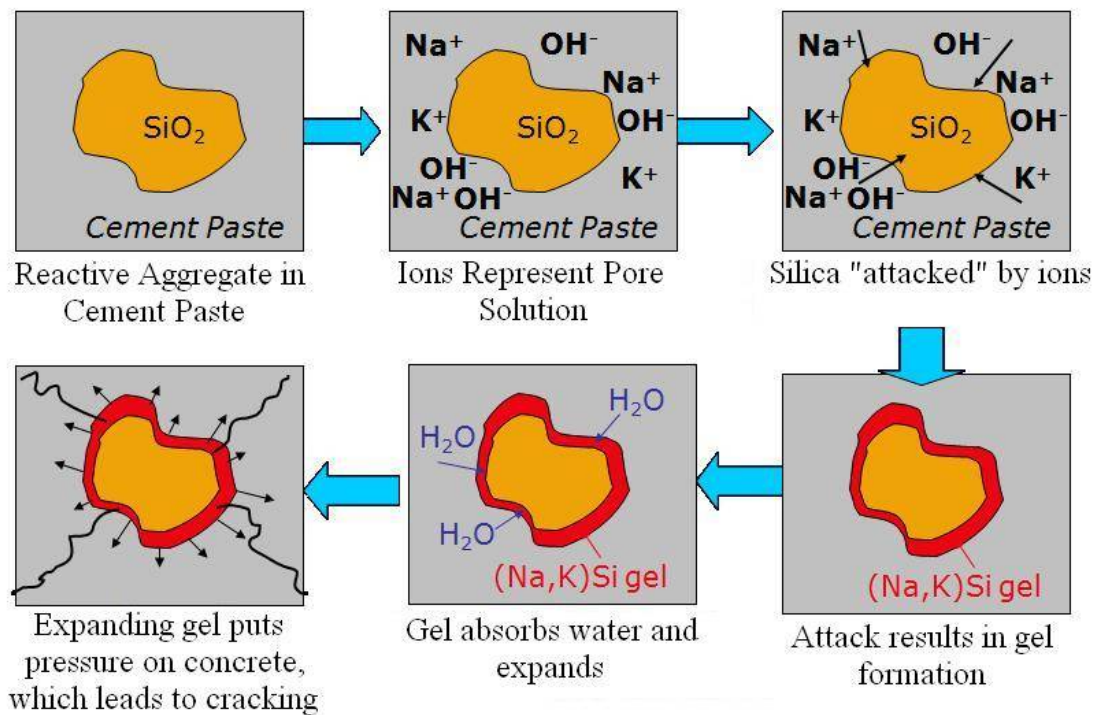 SiO₂
Cement Paste
Reactive Aggregate in
Cement Paste
Na⁺
OH⁻
Na⁺
K⁺
SiO₂
OH⁻
OH⁻
K⁺
Na⁺
OH⁻
Cement Paste
Ions Represent Pore
Solution
Na⁺
OH⁻
Na⁺
K⁺
SiO₂
OH⁻
OH⁻
K⁺
Na⁺
OH⁻
Cement Paste
Silica "attacked" by ions
(Na,K)Si gel
Attack results in gel
formation
H₂O
H₂O
H₂O
(Na,K)Si gel
Gel absorbs water and
expands
Expanding gel puts
pressure on concrete,
which leads to cracking